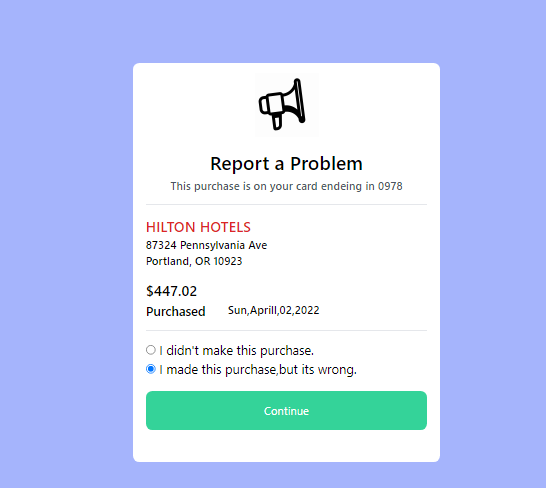 Report a Problem
This purchase is on your card endeing in 0978
HILTON HOTELS
87324 Pennsylvania Ave
Portland, OR 10923
$447.02
Purchased Sun,Aprill,02,2022
I didn't make this purchase.
I made this purchase,but its wrong.
Continue